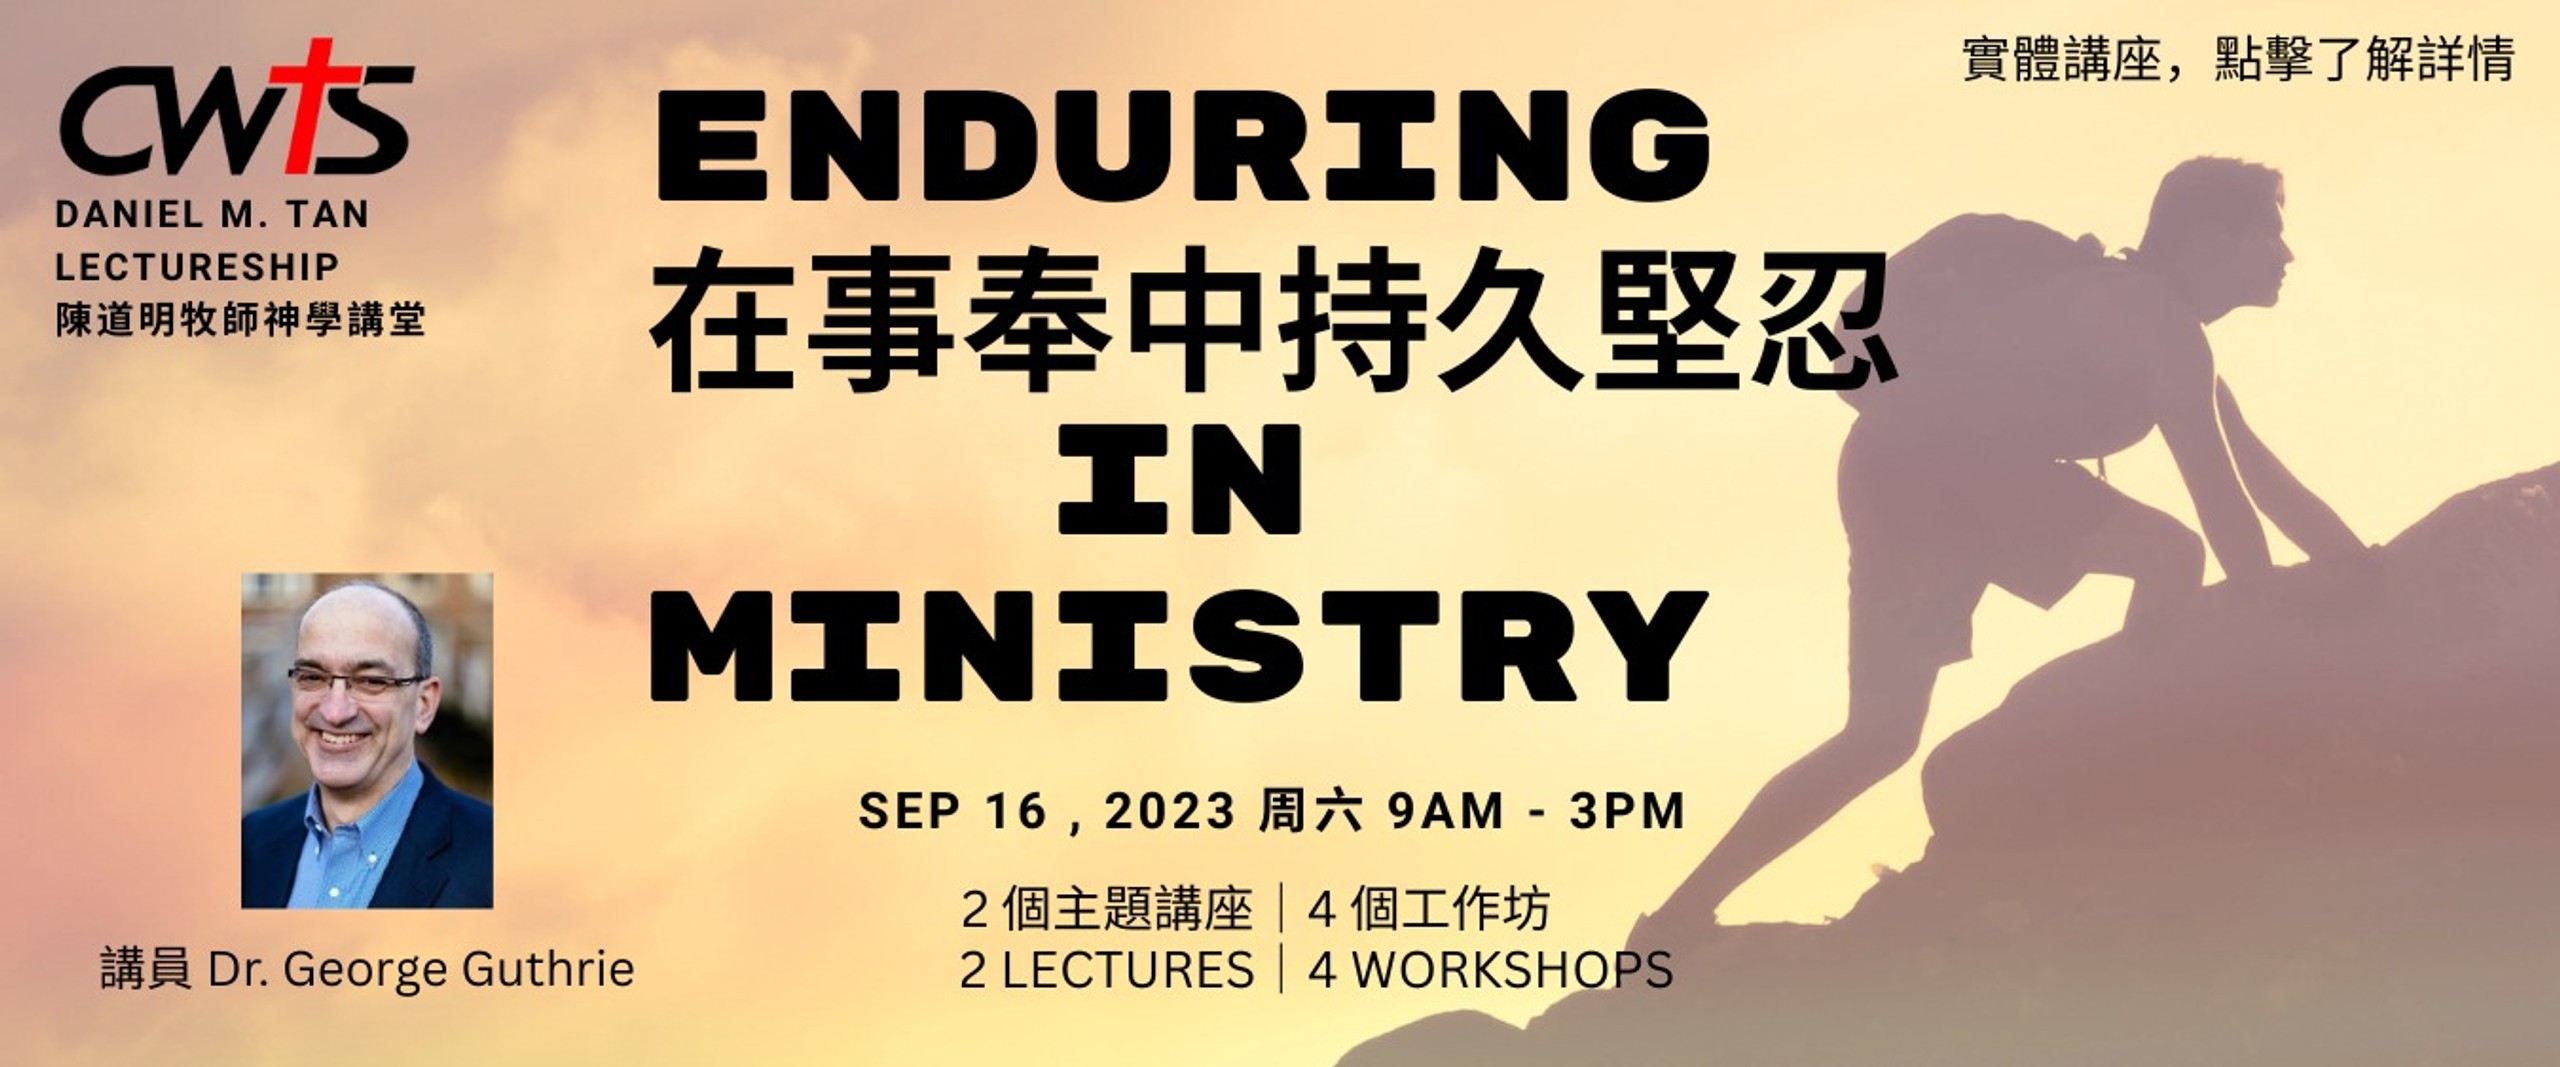 CWTS
DANIEL M. TAN
LECTURESHIP
陳道明牧師神學講堂
實體講座，點擊了解詳情
ENDURING
在事奉中持久堅忍
IN
MINISTRY
SEP 16 , 2023 周六 9AM - 3PM
2 個主題講座｜4 個工作坊
2 LECTURES｜4 WORKSHOPS
講員 Dr. George Guthrie